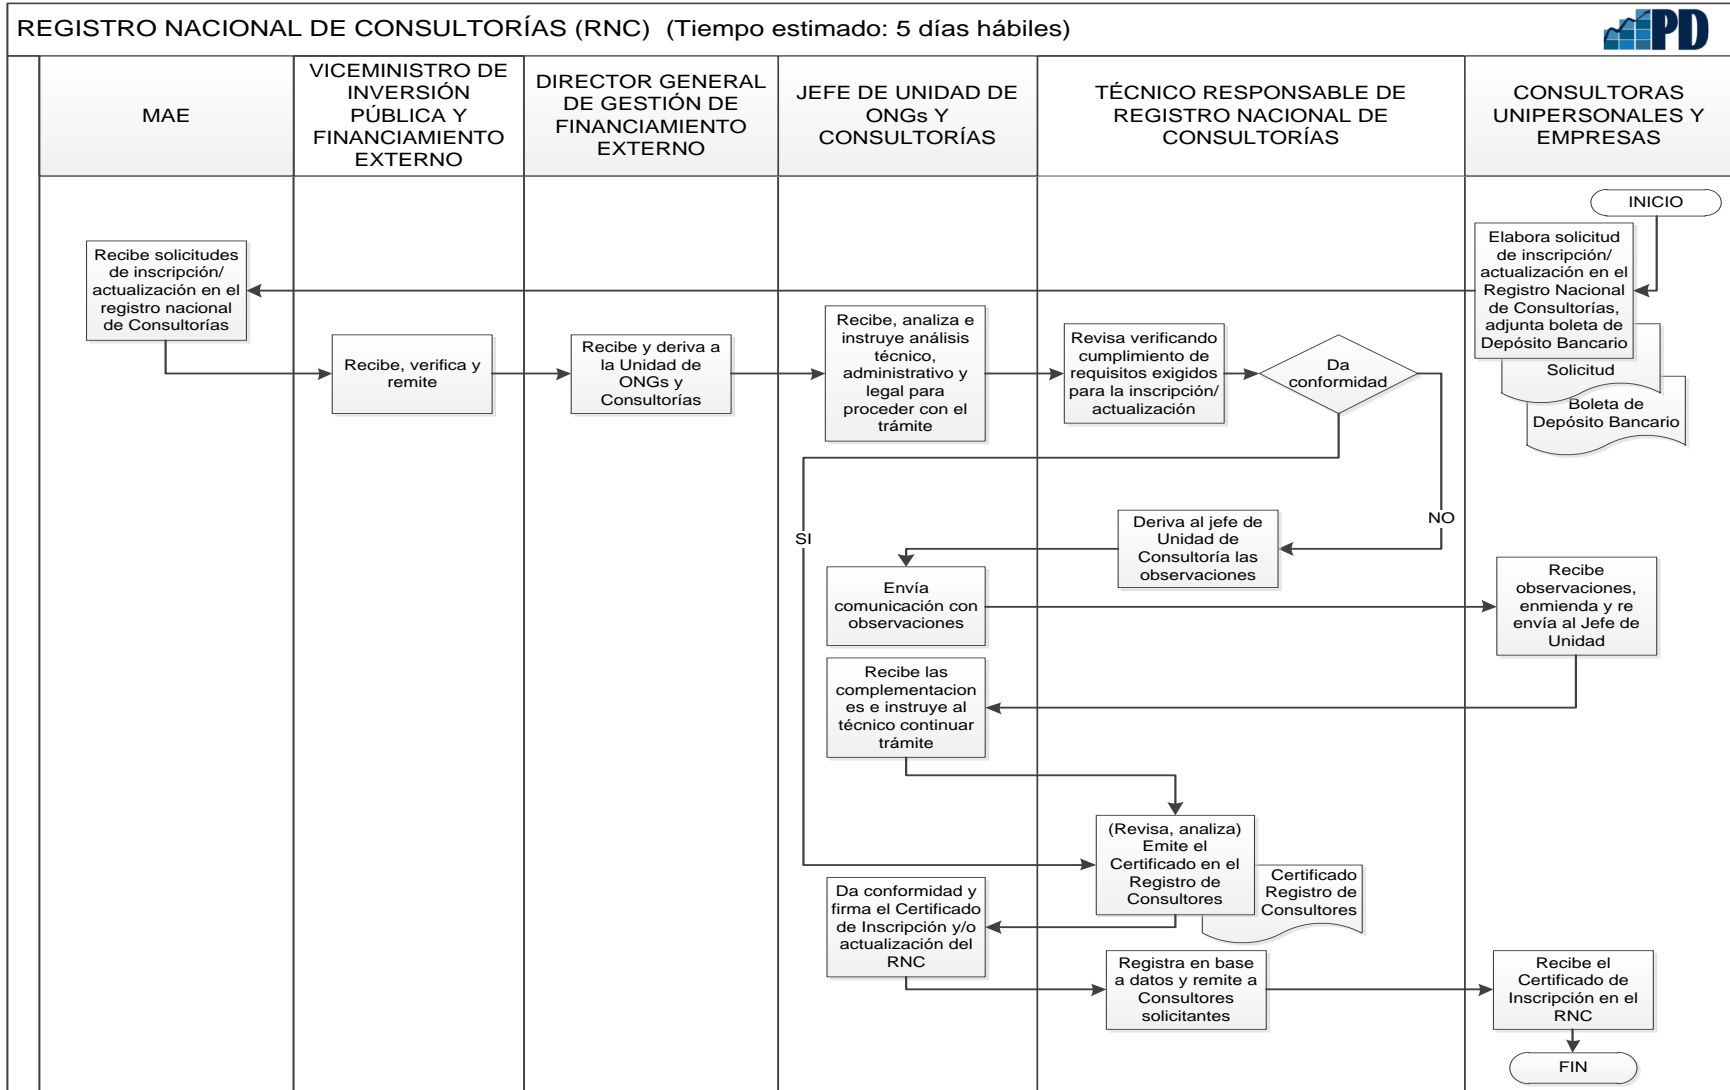 REGISTRO NACIONAL DE CONSULTORÍAS (RNC)  (Tiempo estimado: 5 días hábiles)
PD
MAE
VICEMINISTRO DE
INVERSIÓN
PÚBLICA Y
FINANCIAMIENTO
EXTERNO
DIRECTOR GENERAL
DE GESTIÓN DE
FINANCIAMIENTO
EXTERNO
JEFE DE UNIDAD DE
ONGs Y
CONSULTORÍAS
TÉCNICO RESPONSABLE DE
REGISTRO NACIONAL DE
CONSULTORÍAS
CONSULTORAS
UNIPERSONALES Y
EMPRESAS
INICIO
Elabora solicitud
de inscripción/
actualización en el
Registro Nacional
de Consultorías,
adjunta boleta de
Depósito Bancario
Solicitud
Boleta de
Depósito Bancario
Recibe solicitudes
de inscripción/
actualización en el
registro nacional
de Consultorías
Recibe, verifica y
remite
Recibe y deriva a
la Unidad de
ONGs y
Consultorías
Recibe, analiza e
instruye análisis
técnico,
administrativo y
legal para
proceder con el
trámite
Revisa verificando
cumplimiento de
requisitos exigidos
para la inscripción/
actualización
Da
conformidad
SI
NO
Deriva al jefe de
Unidad de
Consultoría las
observaciones
Envía
comunicación con
observaciones
Recibe
observaciones,
enmienda y re
envía al Jefe de
Unidad
Recibe las
complementacion
es e instruye al
técnico continuar
trámite
(Revisa, analiza)
Emite el
Certificado en el
Registro de
Consultores
Certificado
Registro de
Consultores
Da conformidad y
firma el Certificado
de Inscripción y/o
actualización del
RNC
Registra en base
a datos y remite a
Consultores
solicitantes
Recibe el
Certificado de
Inscripción en el
RNC
FIN